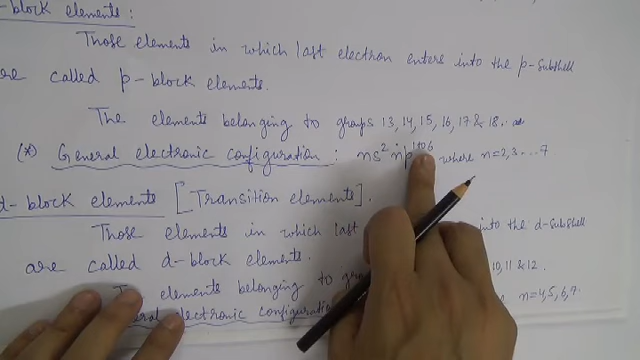 -block elements:
Those elements in which last electron enters into the p-subshell
are called p-block elements.
The elements belonging to groups 13, 14, 15, 16, 17 & 18.
(*) General electronic configuration: ns² np¹ᵗᵒ⁶ where n=2,3...7
d-block elements [Transition elements].
Those elements in which last into the d-subshell
are called d-block elements.
elements belonging to 10, 11 & 12.
electronic configuration n=4,5,6,7.